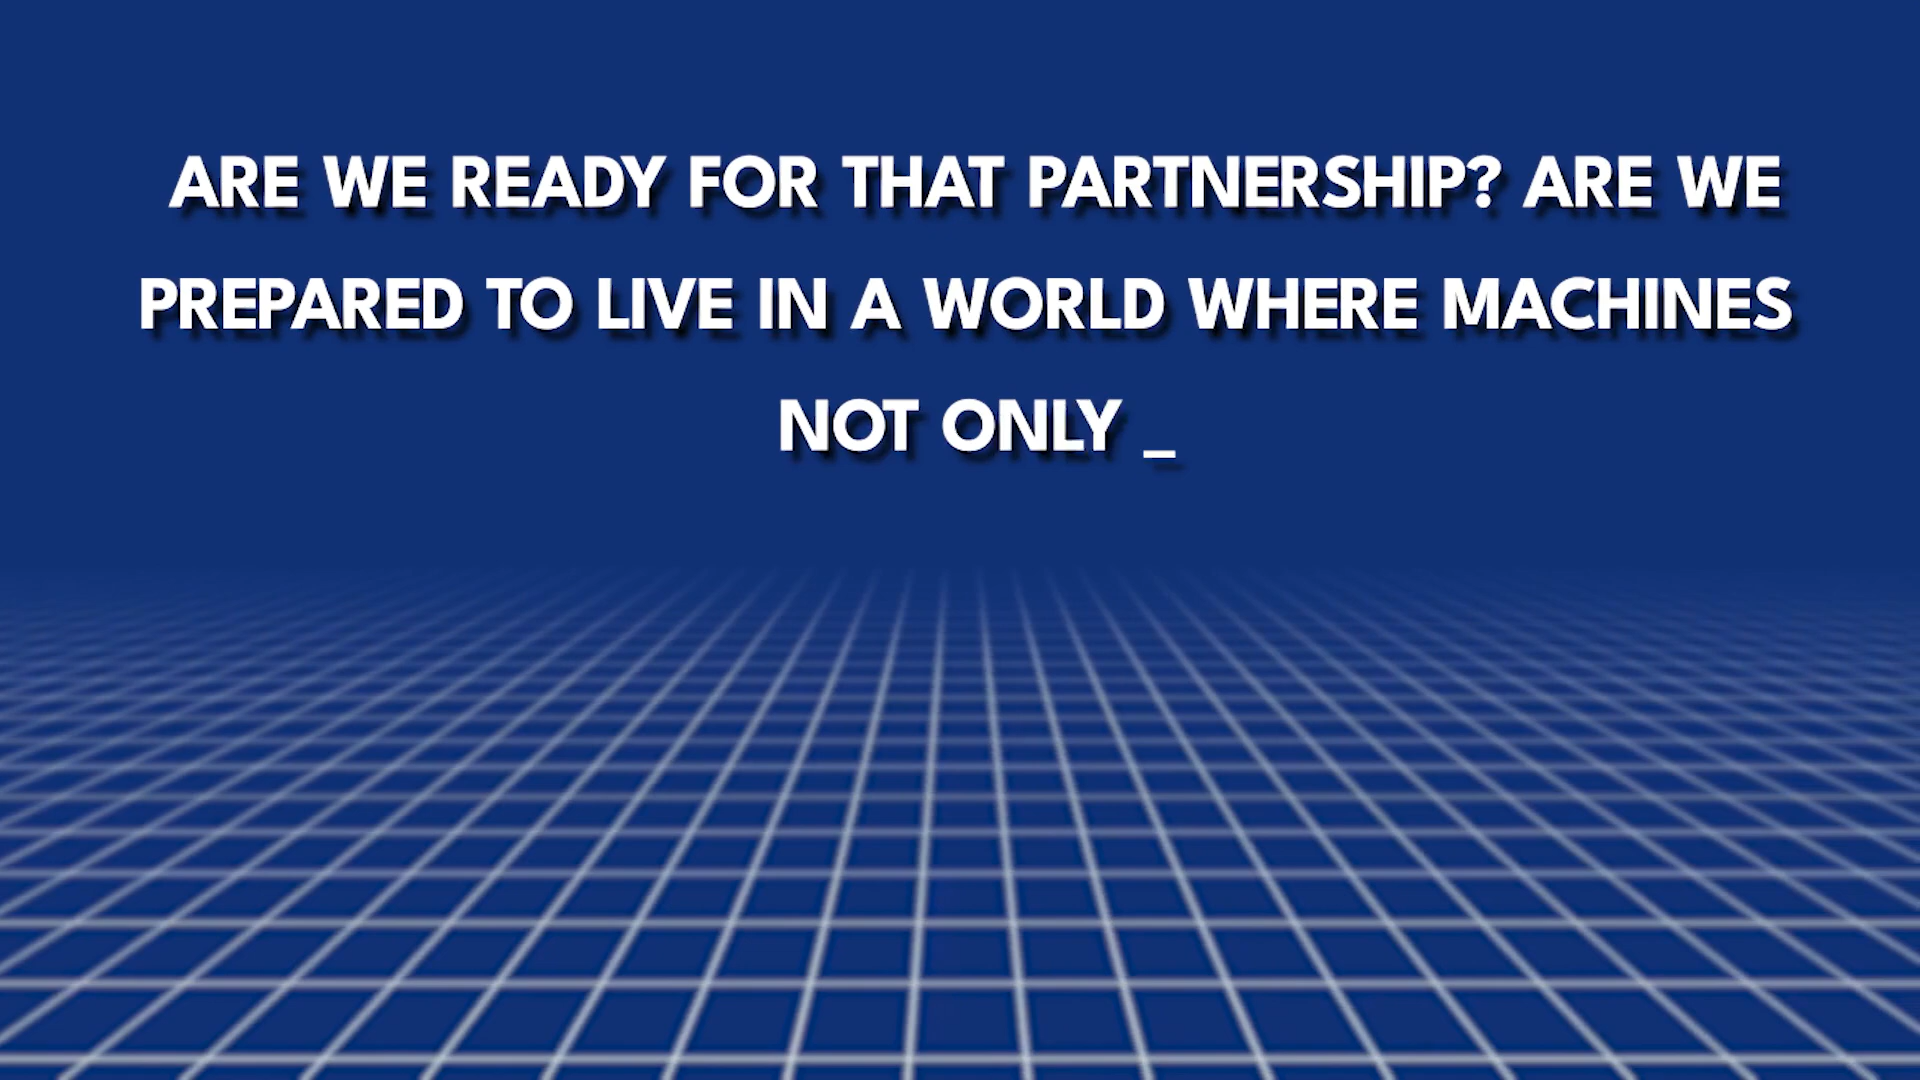 ARE WE READY FOR THAT PARTNERSHIP? ARE WE
PREPARED TO LIVE IN A WORLD WHERE MACHINES
NOT ONLY _